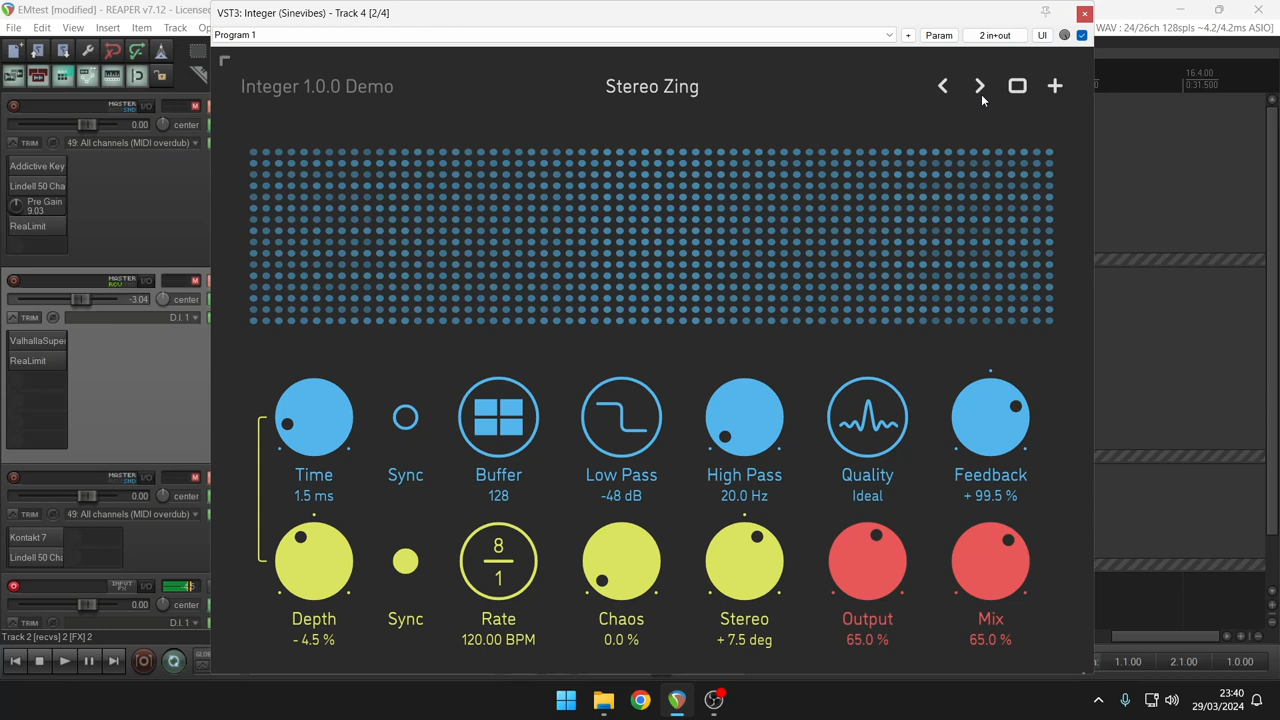 EMtest [modified] - REAPER v7.12 - License
VST3: Integer (Sinevibes) - Track 4 [2/4]
File Edit View Insert Item Track
Program 1
+ Param 2 in+out UI
WAV : 24/26ch 128spls ~4.2/4.2ms ASIO]
Integer 1.0.0 Demo
Stereo Zing
16.4.00
0:31.500
MASTER I/O M
0.00 center
TRIM 49: All channels (MIDI overdub)
Addictive Key
Lindell 50 Cha
Pre Gain
9.03
ReaLimit
MASTER I/O M
-3.04 center
TRIM D.I. 1
ValhallaSuper
ReaLimit
MASTER I/O M
0.00 center
TRIM 49: All channels (MIDI overdub)
Kontakt 7
Lindell 50 Cha
INPUT FX I/O
0.00 center
TRIM D.I. 1
Track 2 [recvs] 2 [FX] 2
Time Sync Buffer Low Pass High Pass Quality Feedback
1.5 ms 128 -48 dB 20.0 Hz Ideal + 99.5 %
8
1
Depth Sync Rate Chaos Stereo Output Mix
- 4.5 % 120.00 BPM 0.0 % + 7.5 deg 65.0 % 65.0 %
1.1.00 2.1.00 1.0.00
23:40
29/03/2024